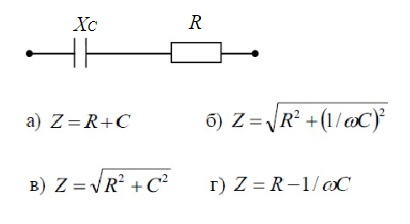 Xc R
а) Z = R + C б) Z = √R² + (1/ωC)²
в) Z = √R² + C² г) Z = R − 1/ωC